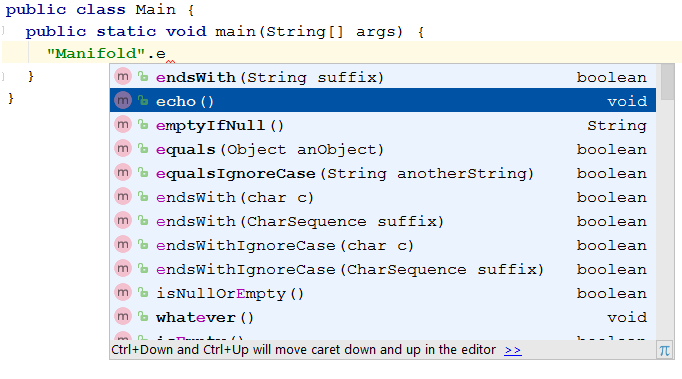 public class Main {
public static void main(String[] args) {
"Manifold".e
}
}
m endsWith(String suffix) boolean
m echo() void
m emptyIfNull() String
m equals(Object anObject) boolean
m equalsIgnoreCase(String anotherString) boolean
m endsWith(char c) boolean
m endsWith(CharSequence suffix) boolean
m endsWithIgnoreCase(char c) boolean
m endsWithIgnoreCase(CharSequence suffix) boolean
m isNullOrEmpty() boolean
m whatever() void
m isEmpty() boolean
Ctrl+Down and Ctrl+Up will move caret down and up in the editor >> π